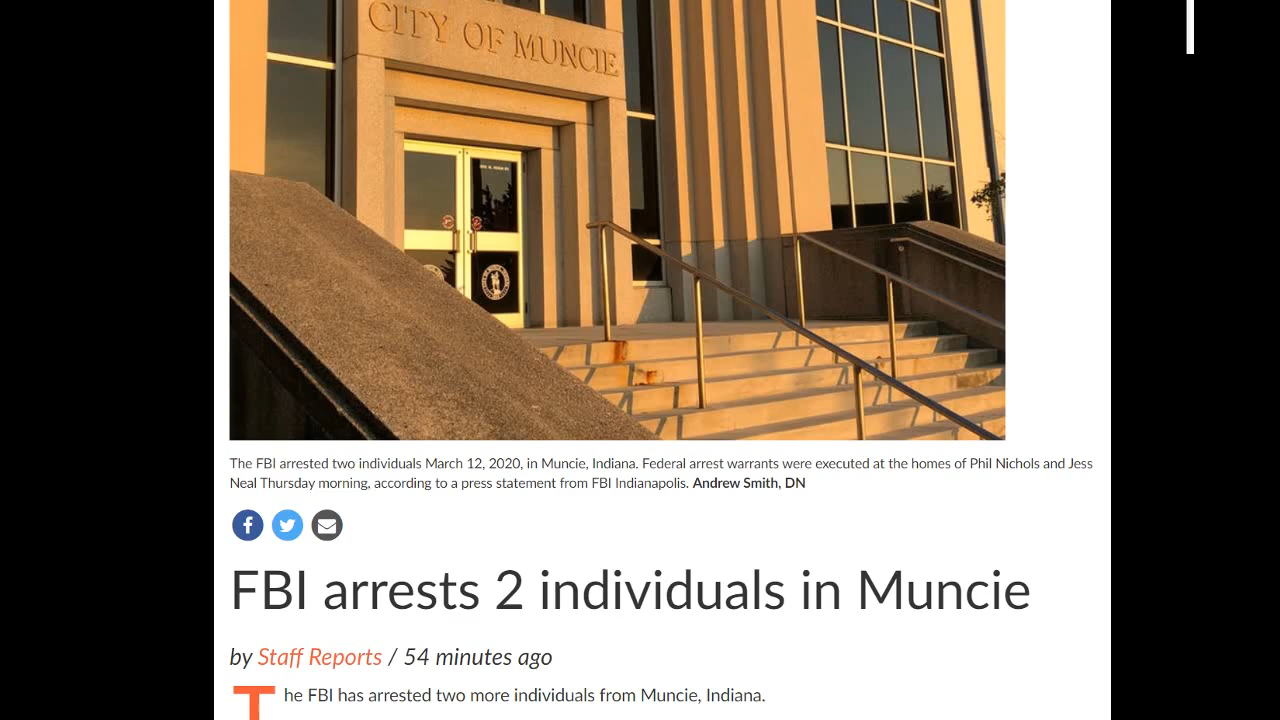 CITY OF MUNCIE
The FBI arrested two individuals March 12, 2020, in Muncie, Indiana. Federal arrest warrants were executed at the homes of Phil Nichols and Jess
Neal Thursday morning, according to a press statement from FBI Indianapolis. Andrew Smith, DN
FBI arrests 2 individuals in Muncie
by Staff Reports / 54 minutes ago
The FBI has arrested two more individuals from Muncie, Indiana.